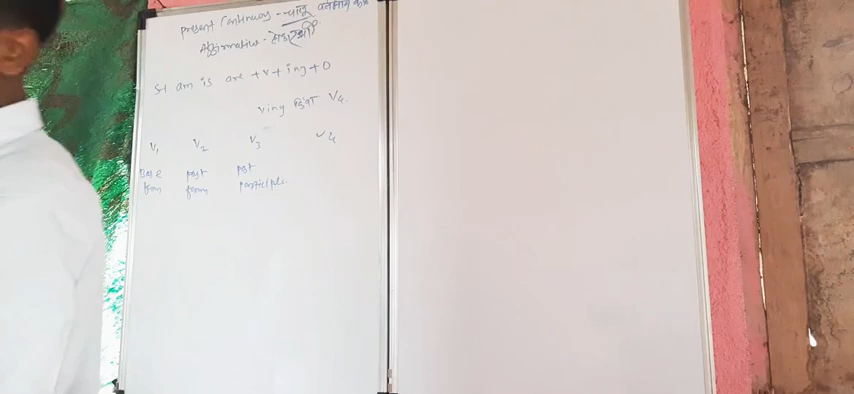 Present Continuous - चालू वर्तमान काळ
Affirmative - होकारार्थी
S+ am is are + v + ing + O
Ving किंवा V4.
V1 V2 V3 V4
Base past past
form form participle.